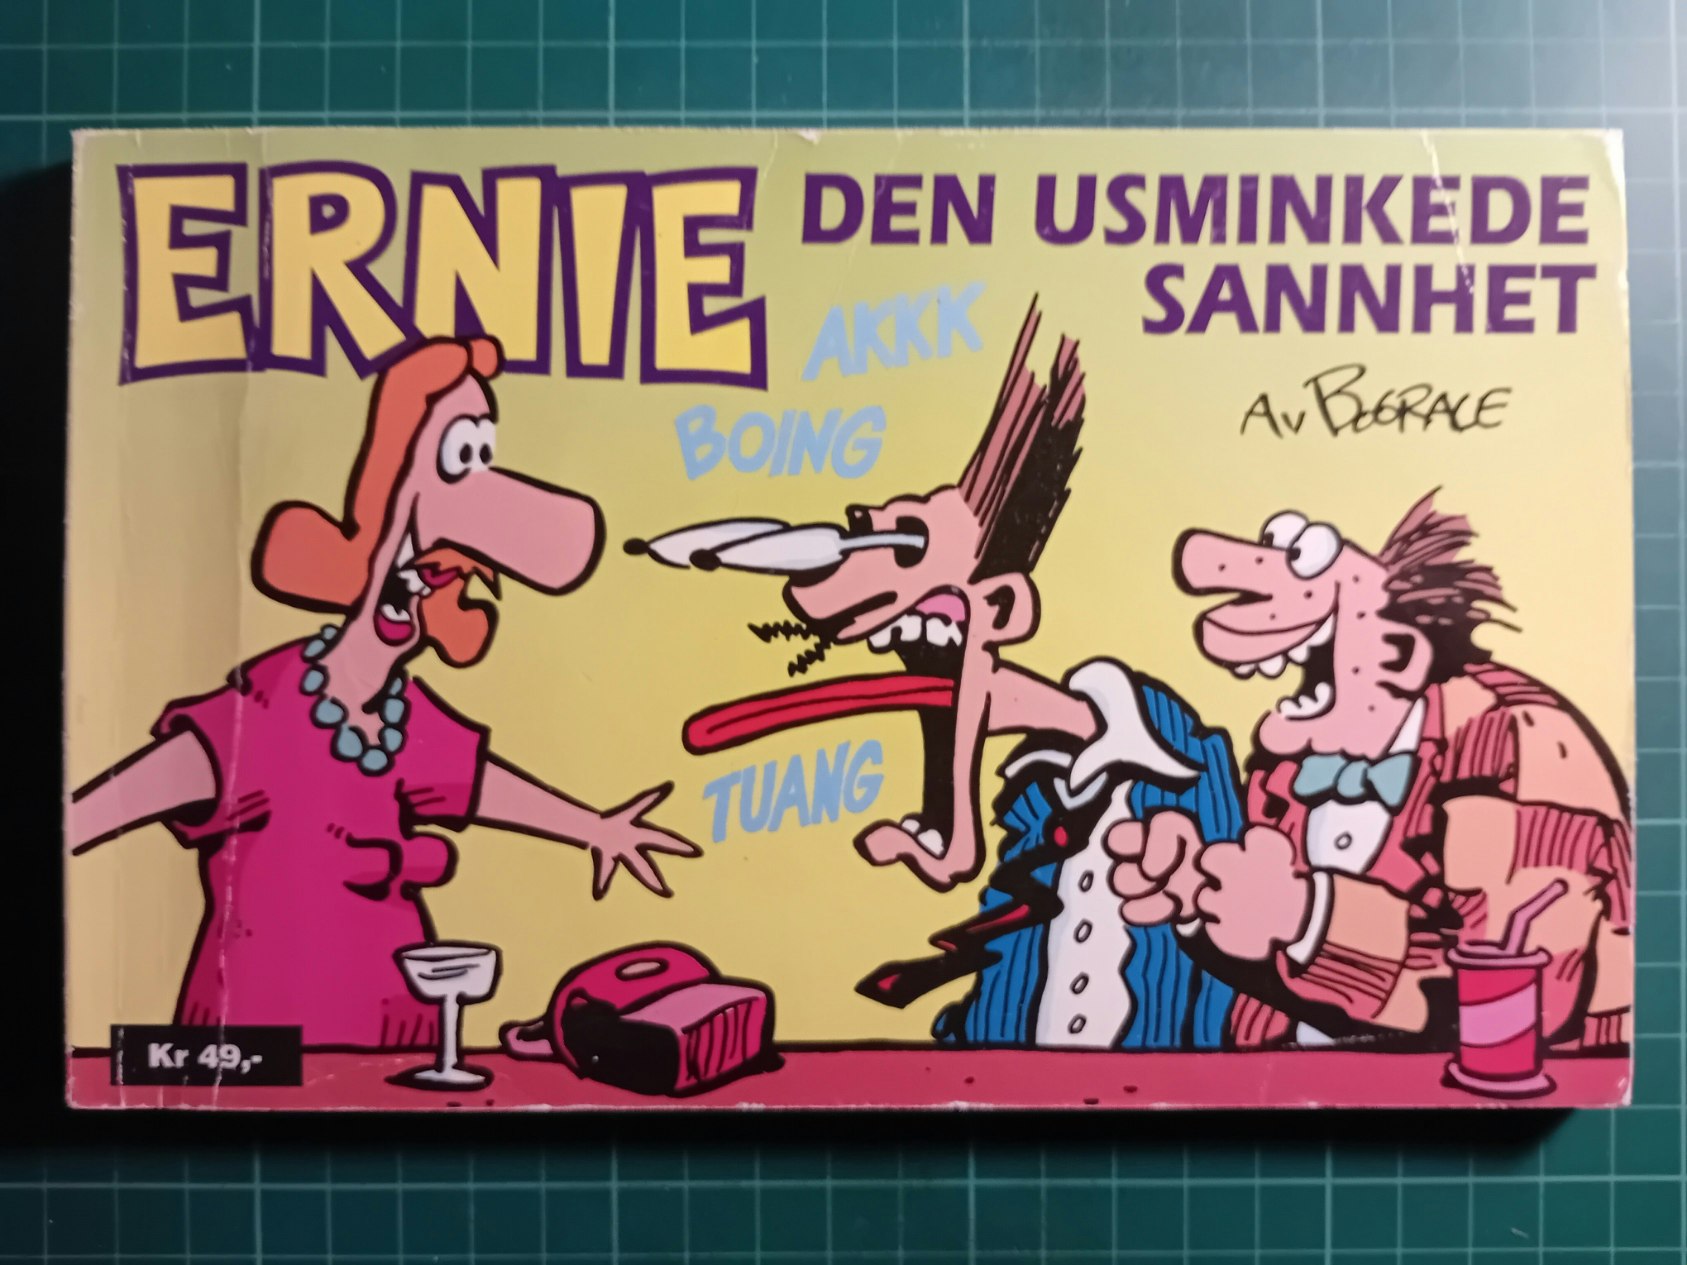 ERNIE
DEN USMINKEDE
SANNHET
AV BUD GRACE
AKKK
BOING
TUANG
Kr 49,-